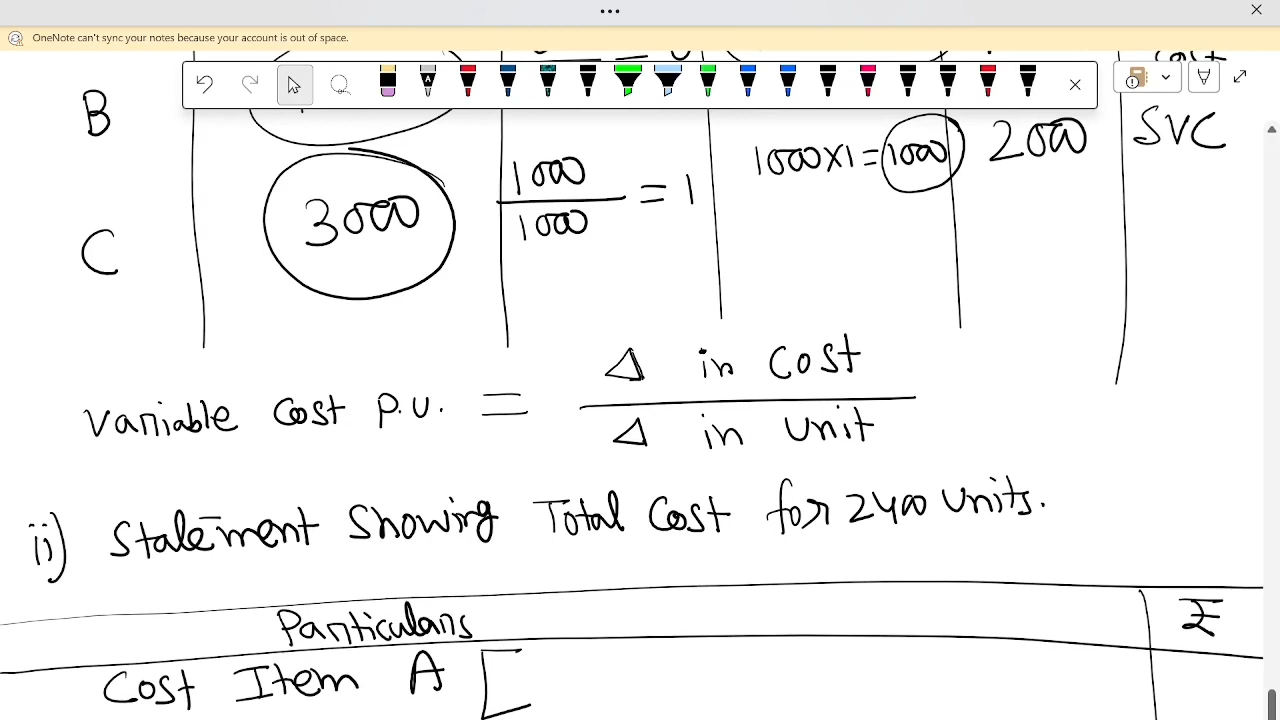 OneNote can't sync your notes because your account is out of space.
B
1000×1=1000 2000 SVC
3000 1000/1000 = 1
C
Variable Cost p.u. = Δ in Cost / Δ in Unit
ii) Statement Showing Total Cost for 2400 Units.
Particulars ₹
Cost Item A [